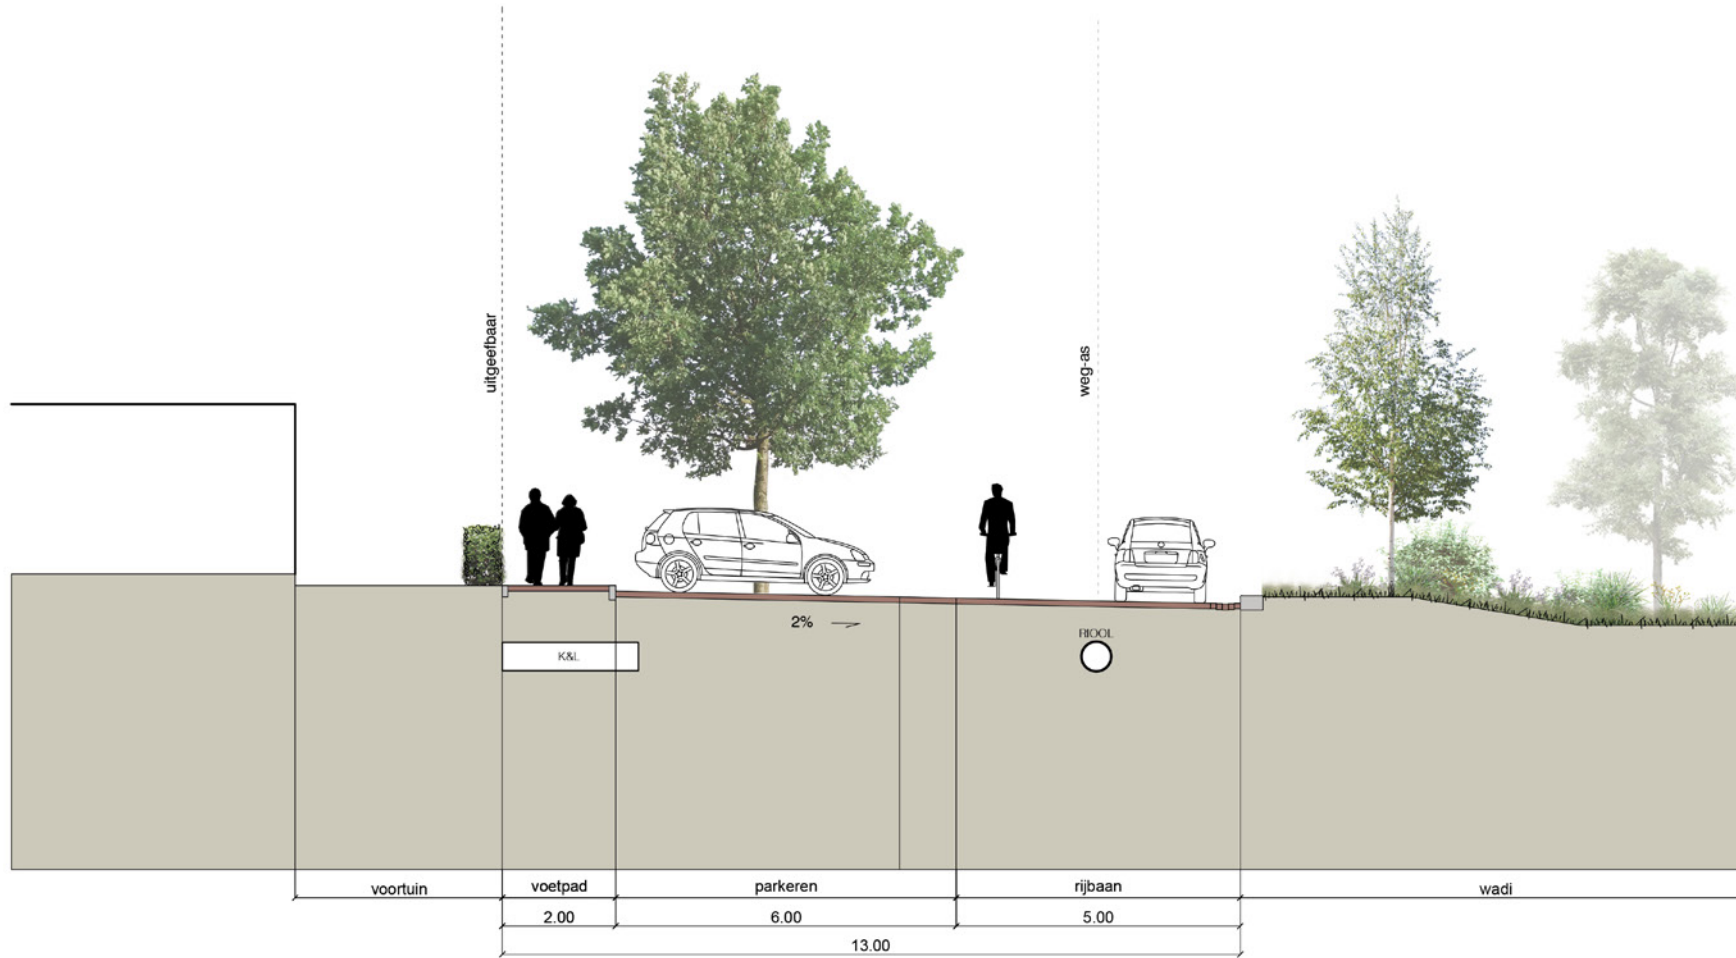 uitgeefbaar
weg-as
2%
RIOOL
K&L
voortuin
voetpad
parkeren
rijbaan
wadi
2.00
6.00
5.00
13.00